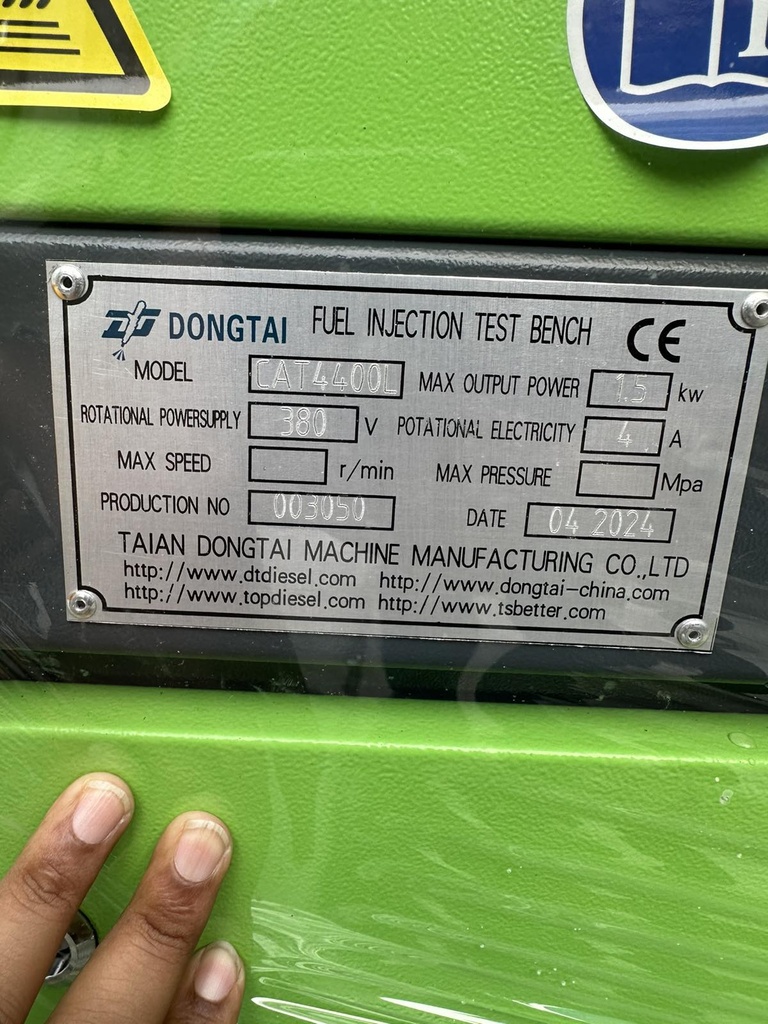 DONGTAI FUEL INJECTION TEST BENCH CE
MODEL CAT4400L MAX OUTPUT POWER 1.5 kw
ROTATIONAL POWERSUPPLY 380 V POTATIONAL ELECTRICITY 4 A
MAX SPEED r/min MAX PRESSURE Mpa
PRODUCTION NO 003050 DATE 04 2024
TAIAN DONGTAI MACHINE MANUFACTURING CO.,LTD
http://www.dtdiesel.com http://www.dongtai-china.com
http://www.topdiesel.com http://www.tsbetter.com